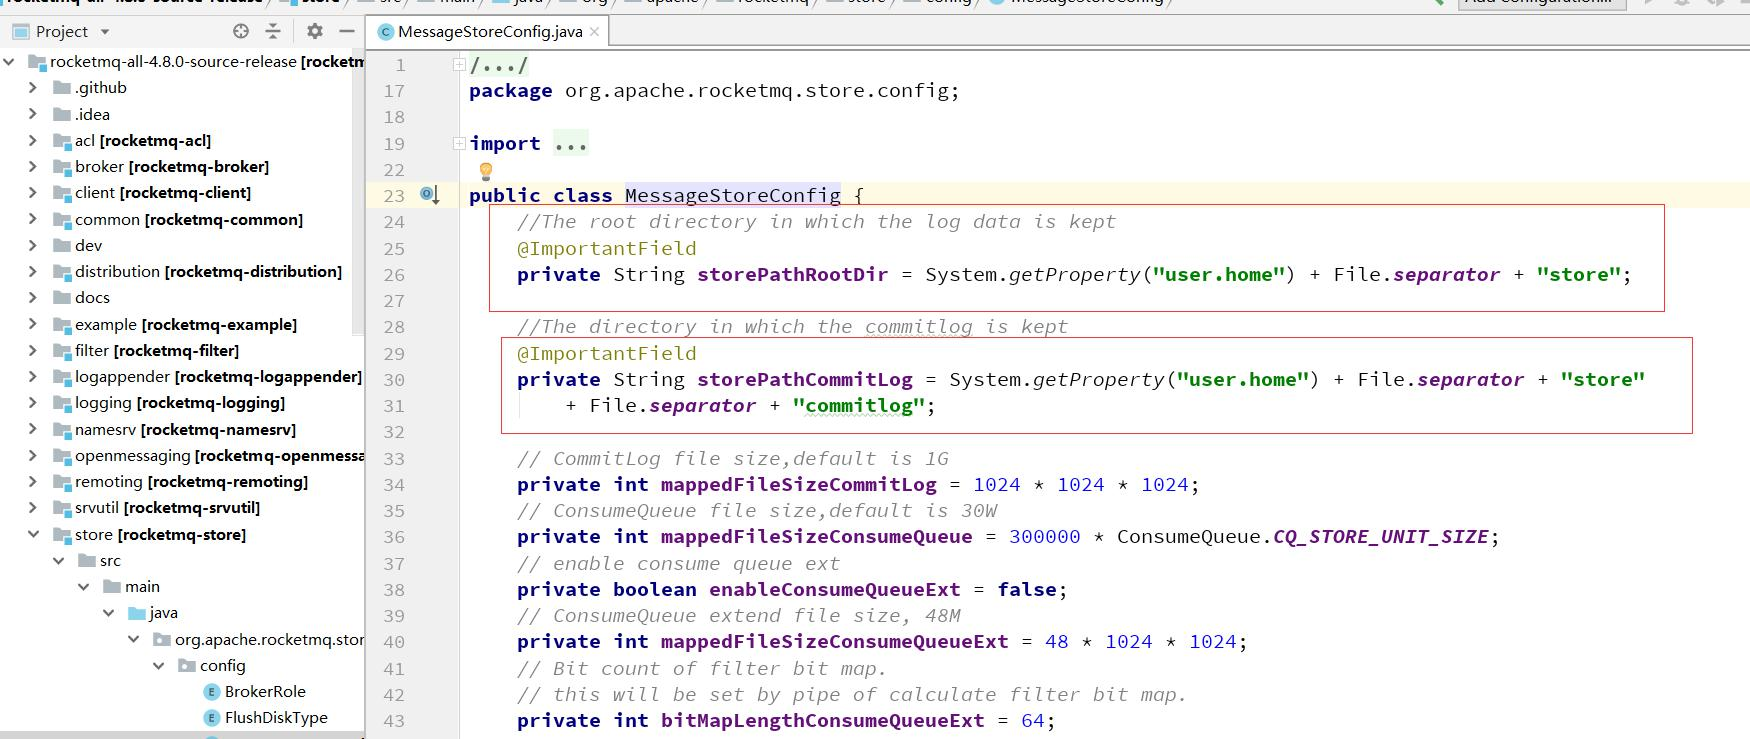 Project
MessageStoreConfig.java
rocketmq-all-4.8.0-source-release [rocketm
.github
.idea
acl [rocketmq-acl]
broker [rocketmq-broker]
client [rocketmq-client]
common [rocketmq-common]
dev
distribution [rocketmq-distribution]
docs
example [rocketmq-example]
filter [rocketmq-filter]
logappender [rocketmq-logappender]
logging [rocketmq-logging]
namesrv [rocketmq-namesrv]
openmessaging [rocketmq-openmessa
remoting [rocketmq-remoting]
srvutil [rocketmq-srvutil]
store [rocketmq-store]
src
main
java
org.apache.rocketmq.stor
config
BrokerRole
FlushDiskType
1 /.../
17 package org.apache.rocketmq.store.config;
18
19 import ...
22
23 public class MessageStoreConfig {
24 //The root directory in which the log data is kept
25 @ImportantField
26 private String storePathRootDir = System.getProperty("user.home") + File.separator + "store";
27
28 //The directory in which the commitlog is kept
29 @ImportantField
30 private String storePathCommitLog = System.getProperty("user.home") + File.separator + "store"
31 + File.separator + "commitlog";
32
33 // CommitLog file size,default is 1G
34 private int mappedFileSizeCommitLog = 1024 * 1024 * 1024;
35 // ConsumeQueue file size,default is 30W
36 private int mappedFileSizeConsumeQueue = 300000 * ConsumeQueue.CQ_STORE_UNIT_SIZE;
37 // enable consume queue ext
38 private boolean enableConsumeQueueExt = false;
39 // ConsumeQueue extend file size, 48M
40 private int mappedFileSizeConsumeQueueExt = 48 * 1024 * 1024;
41 // Bit count of filter bit map.
42 // this will be set by pipe of calculate filter bit map.
43 private int bitMapLengthConsumeQueueExt = 64;